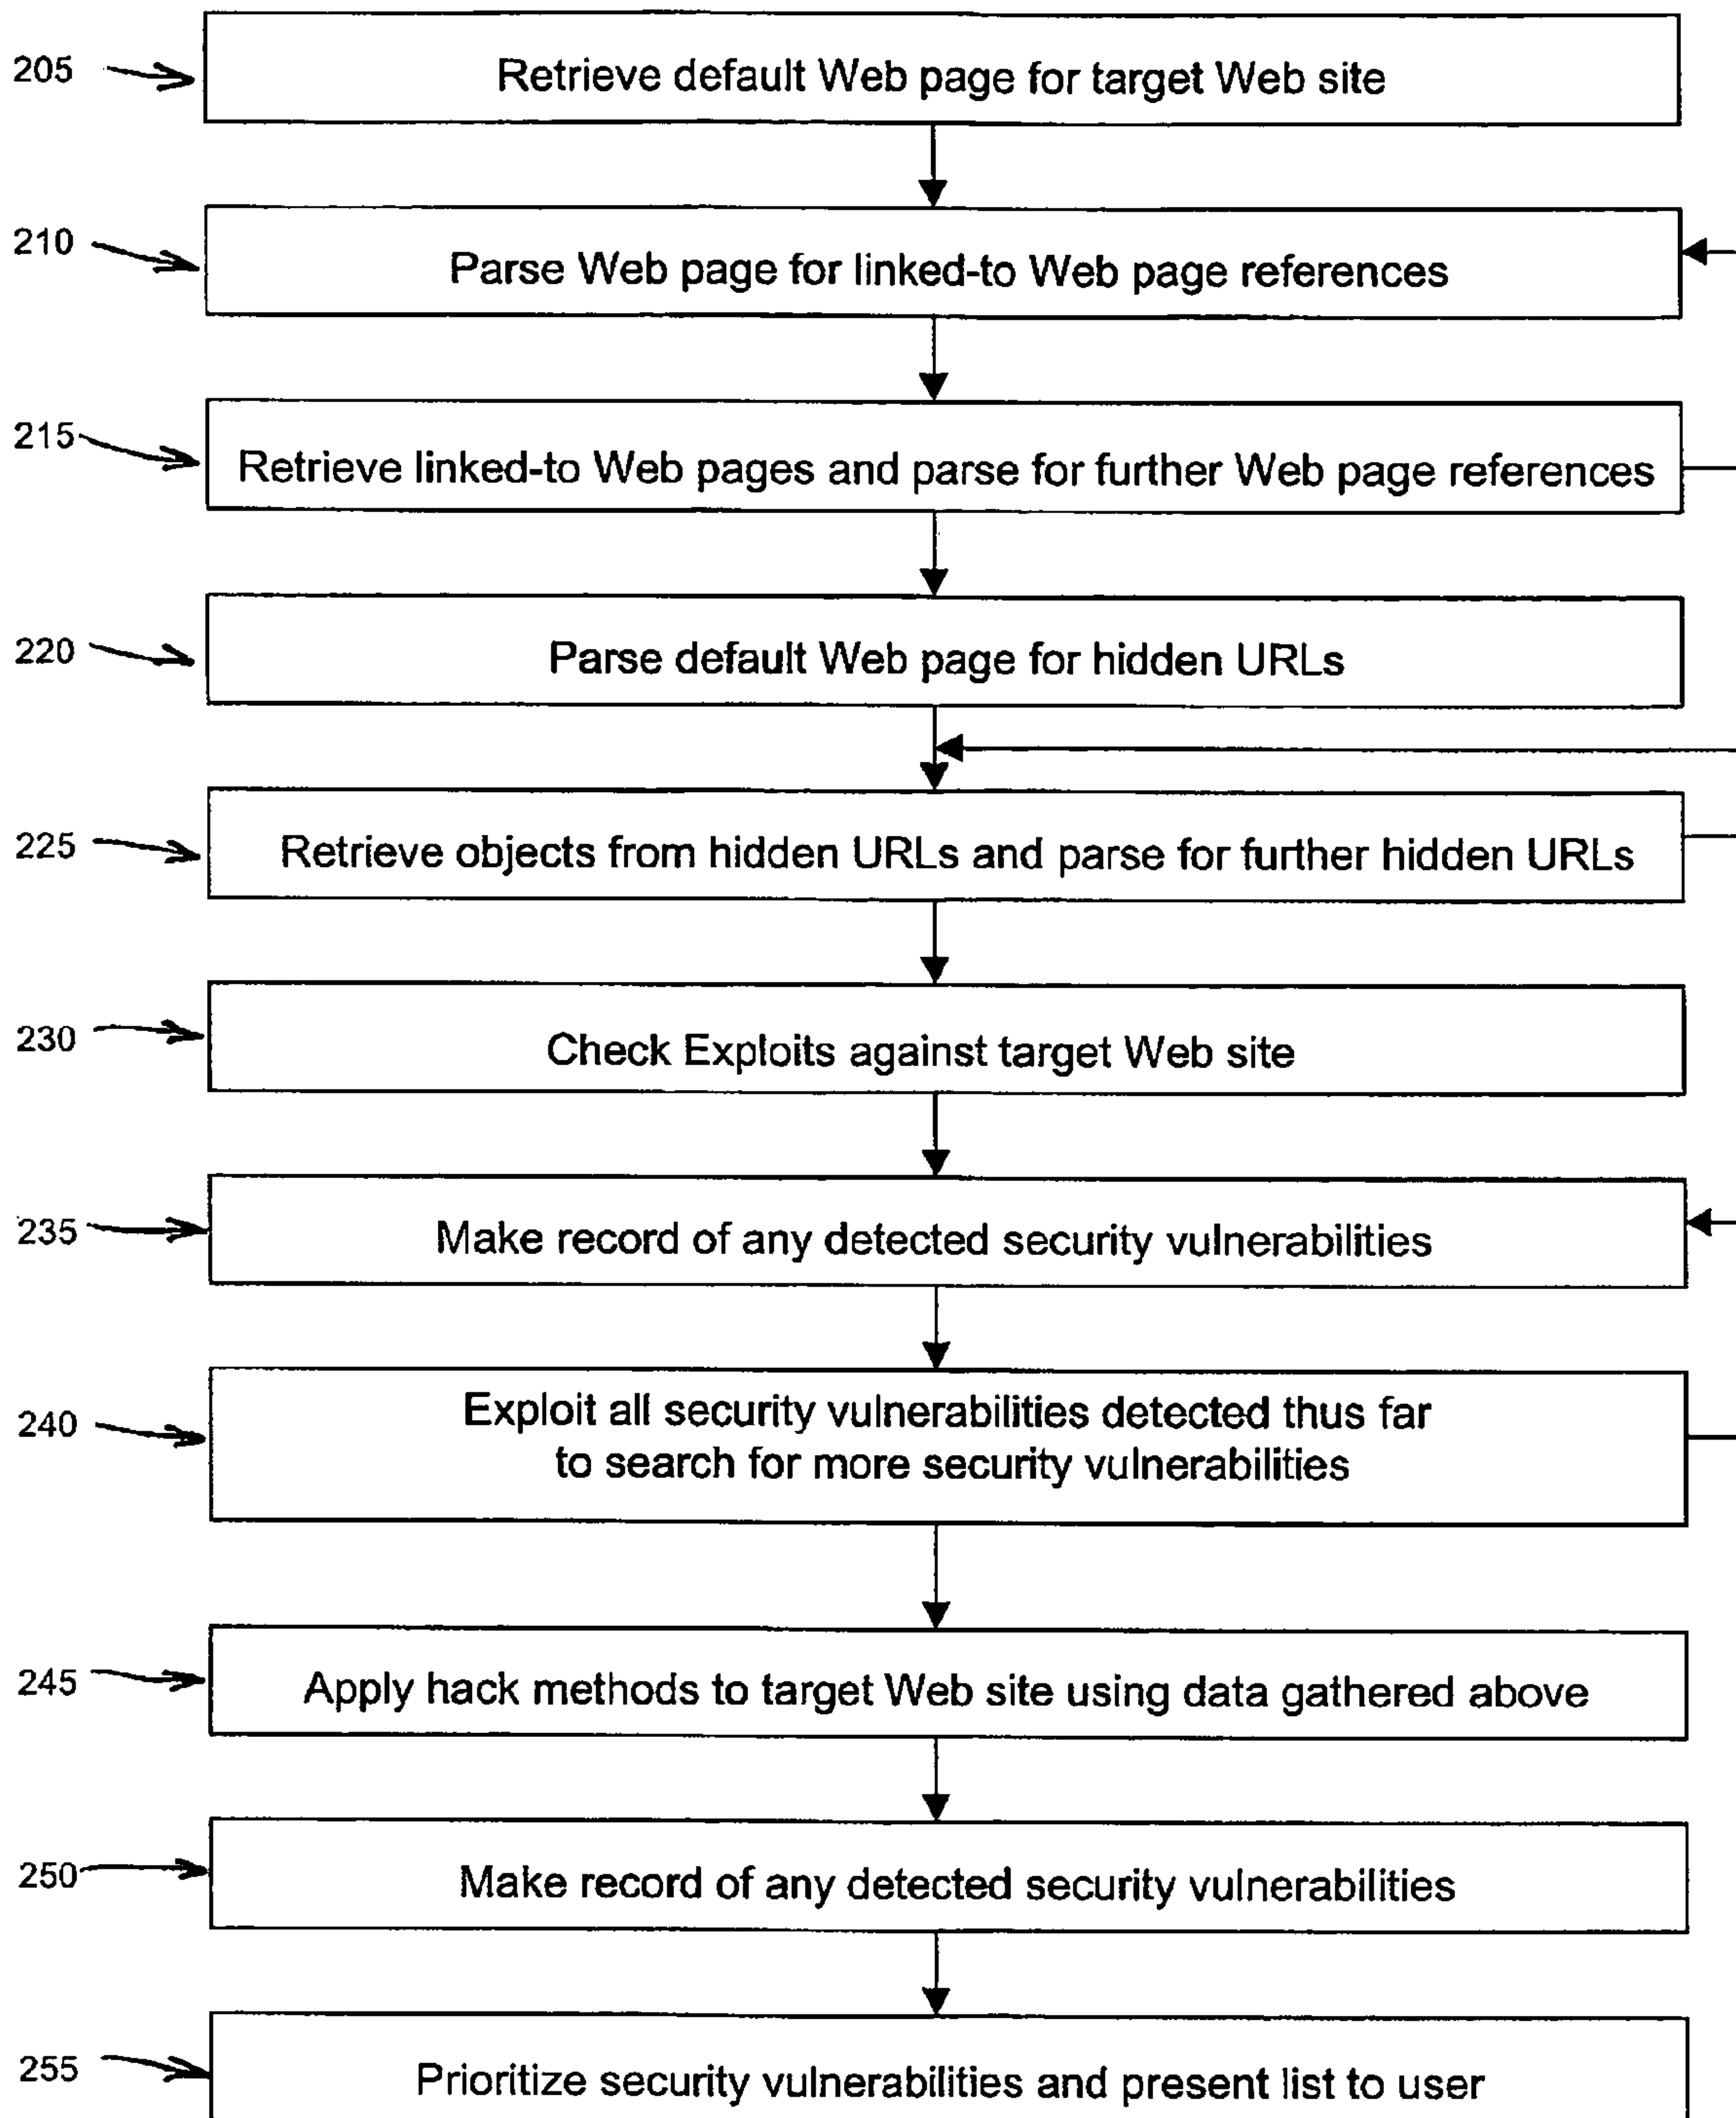 205
Retrieve default Web page for target Web site
210
Parse Web page for linked-to Web page references
215
Retrieve linked-to Web pages and parse for further Web page references
220
Parse default Web page for hidden URLs
225
Retrieve objects from hidden URLs and parse for further hidden URLs
230
Check Exploits against target Web site
235
Make record of any detected security vulnerabilities
240
Exploit all security vulnerabilities detected thus far
to search for more security vulnerabilities
245
Apply hack methods to target Web site using data gathered above
250
Make record of any detected security vulnerabilities
255
Prioritize security vulnerabilities and present list to user